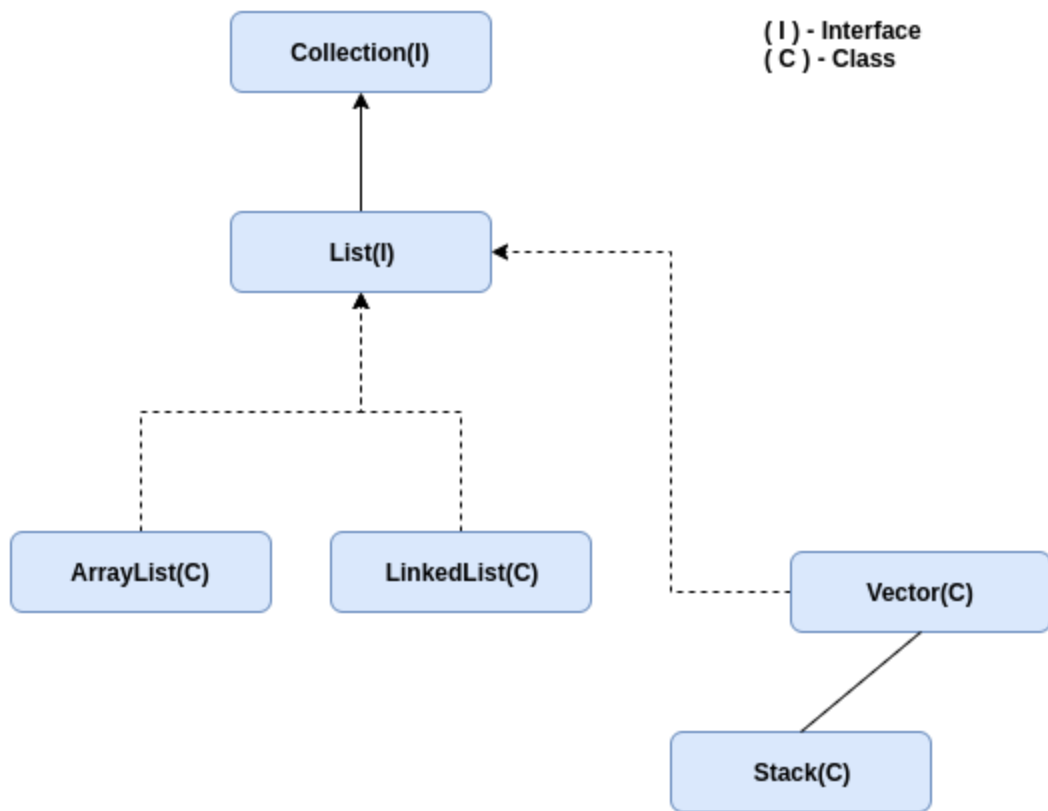 Collection(I)
( I ) - Interface
( C ) - Class
List(I)
ArrayList(C)
LinkedList(C)
Vector(C)
Stack(C)